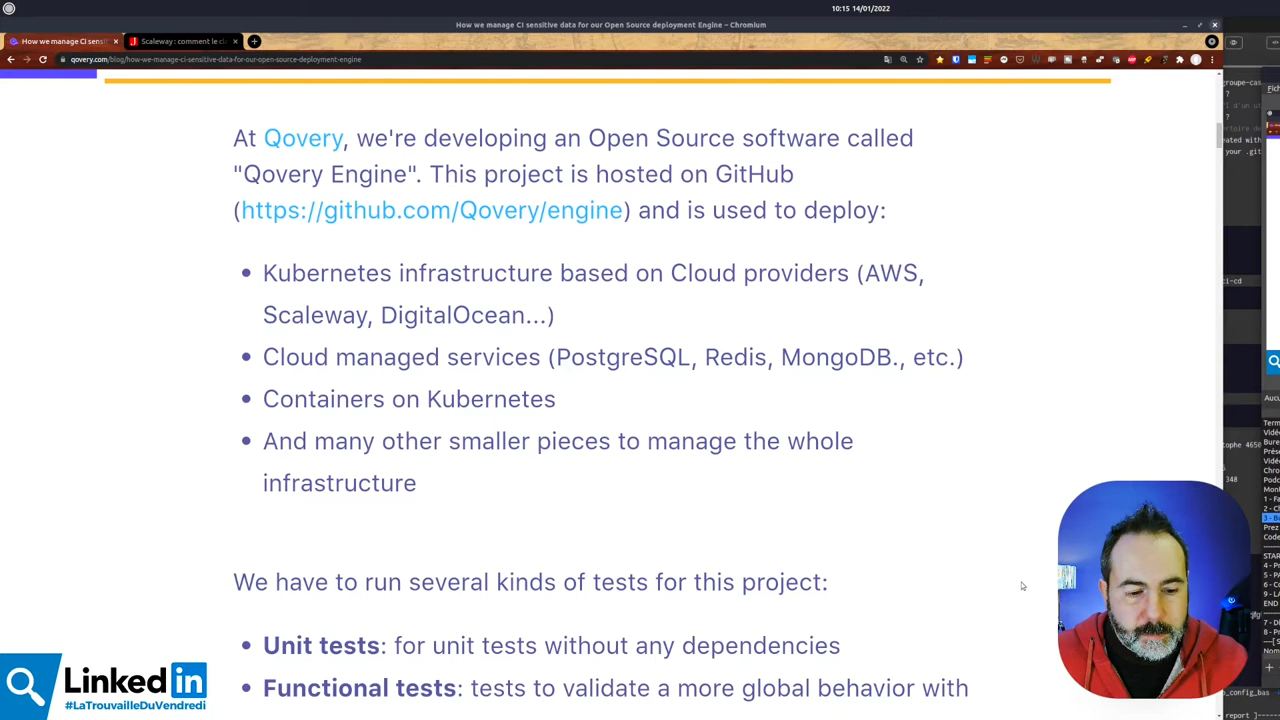 10:15 14/01/2022
How we manage CI sensitive data for our Open Source deployment Engine – Chromium
How we manage CI sensi
Scaleway : comment le cl
qovery.com/blog/how-we-manage-ci-sensitive-data-for-our-open-source-deployment-engine
At Qovery, we're developing an Open Source software called
"Qovery Engine". This project is hosted on GitHub
(https://github.com/Qovery/engine) and is used to deploy:
• Kubernetes infrastructure based on Cloud providers (AWS,
Scaleway, DigitalOcean...)
• Cloud managed services (PostgreSQL, Redis, MongoDB., etc.)
• Containers on Kubernetes
• And many other smaller pieces to manage the whole
infrastructure
We have to run several kinds of tests for this project:
• Unit tests: for unit tests without any dependencies
• Functional tests: tests to validate a more global behavior with
Linked in
#LaTrouvailleDuVendredi